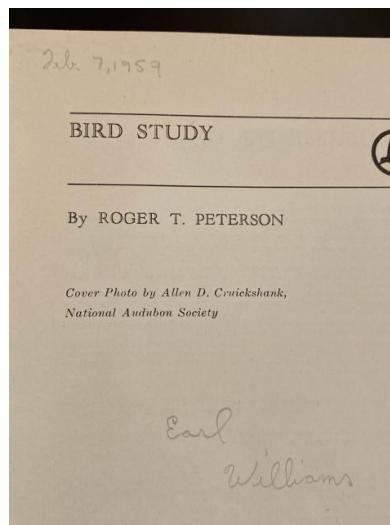 Feb. 7, 1959
BIRD STUDY
By ROGER T. PETERSON
Cover Photo by Allen D. Cruickshank,
National Audubon Society
Earl
Williams